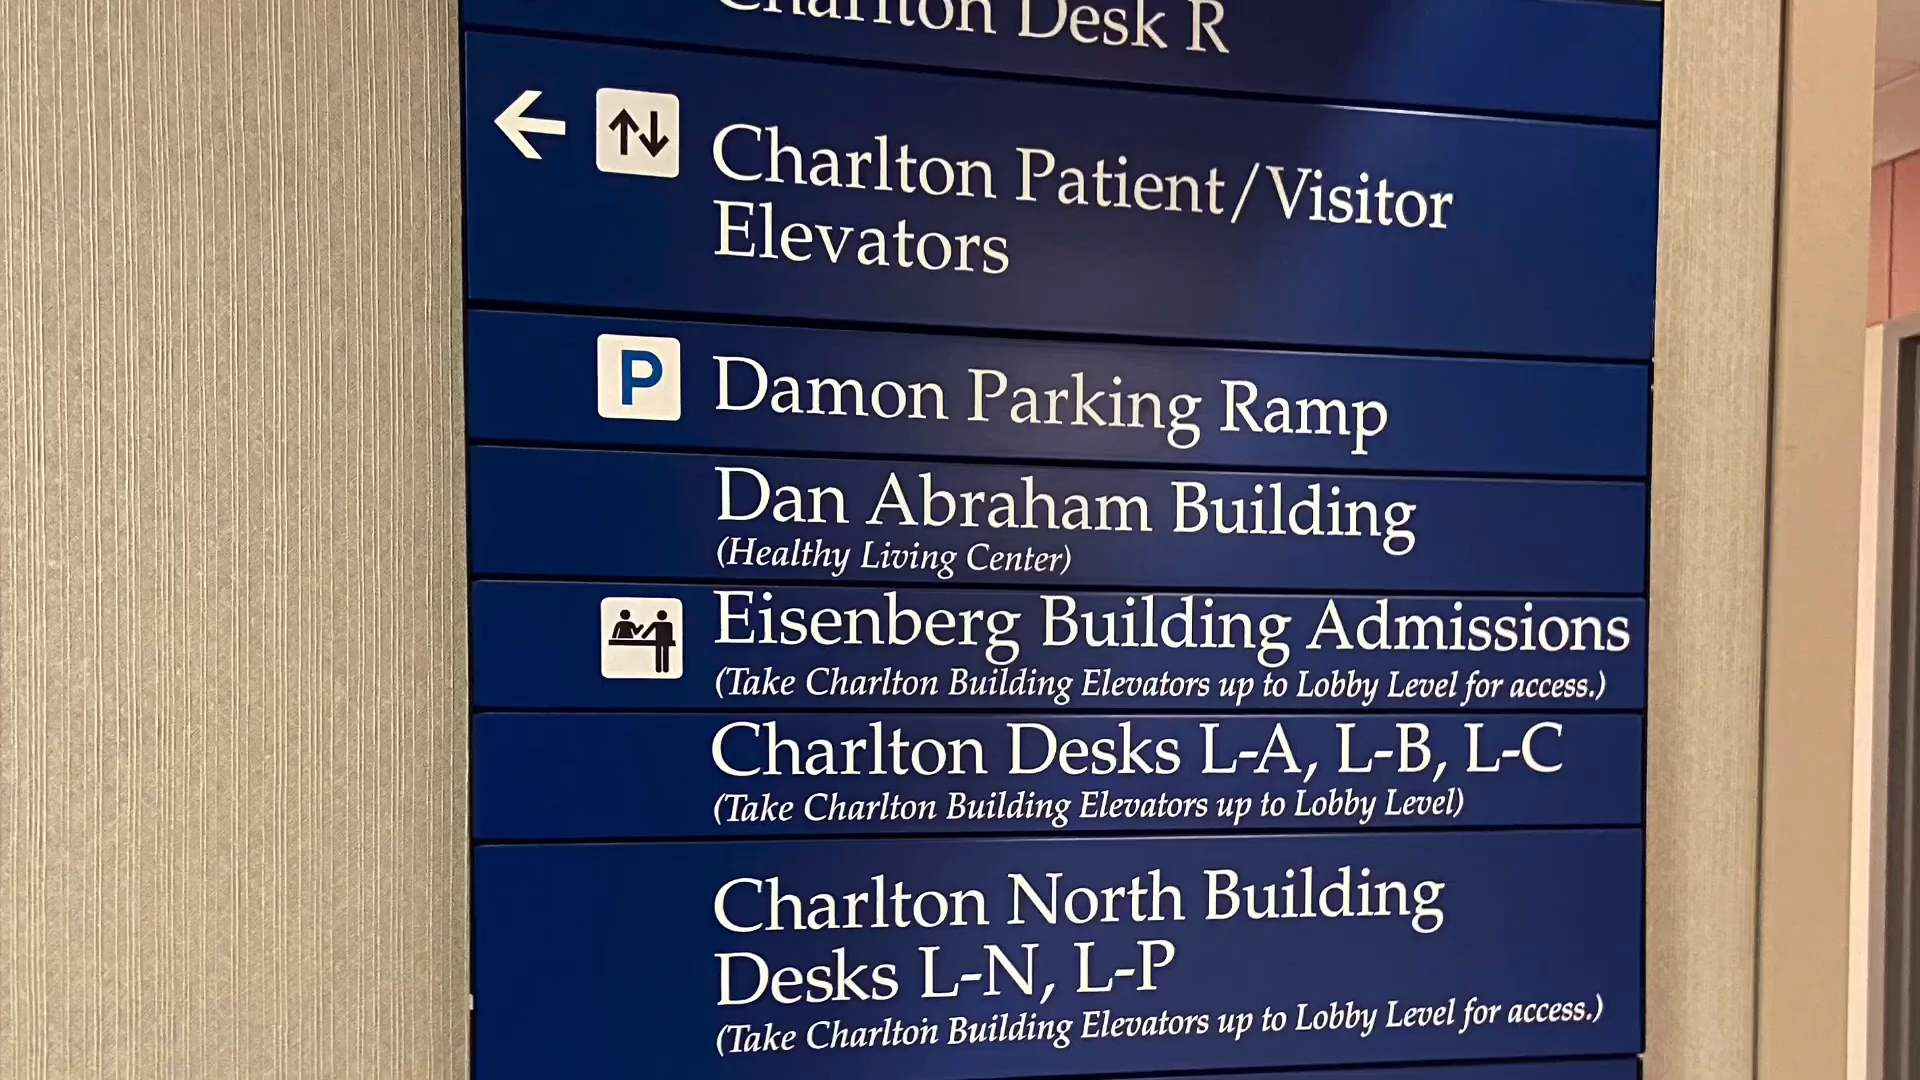 Charlton Desk R
Charlton Patient/Visitor
Elevators
P
Damon Parking Ramp
Dan Abraham Building
(Healthy Living Center)
Eisenberg Building Admissions
(Take Charlton Building Elevators up to Lobby Level for access.)
Charlton Desks L-A, L-B, L-C
(Take Charlton Building Elevators up to Lobby Level)
Charlton North Building
Desks L-N, L-P
(Take Charlton Building Elevators up to Lobby Level for access.)